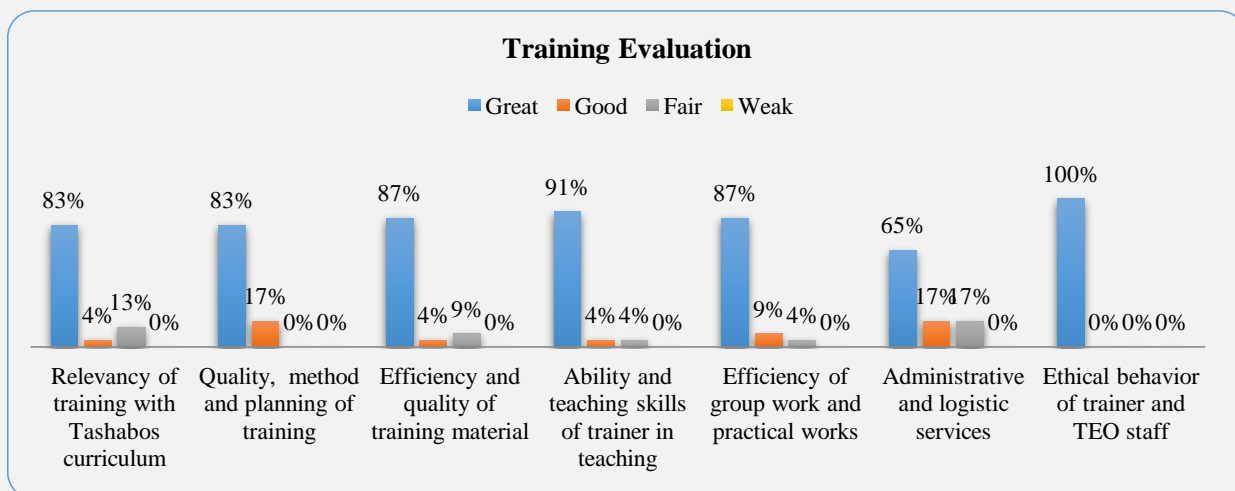 Training Evaluation
Great Good Fair Weak
83% 4% 13% 0%
83% 17% 0% 0%
87% 4% 9% 0%
91% 4% 4% 0%
87% 9% 4% 0%
65% 17% 17% 0%
100% 0% 0% 0%
Relevancy of
training with
Tashabos
curriculum
Quality, method
and planning of
training
Efficiency and
quality of
training material
Ability and
teaching skills
of trainer in
teaching
Efficiency of
group work and
practical works
Administrative
and logistic
services
Ethical behavior
of trainer and
TEO staff